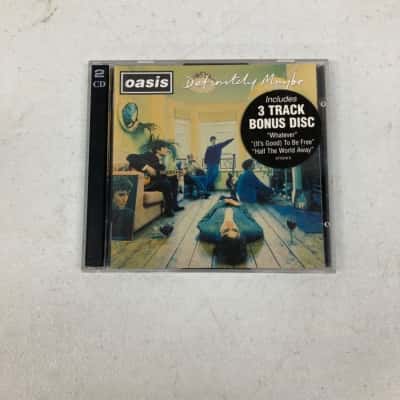 2
CD
oasis
Definitely Maybe
Includes
3 TRACK
BONUS DISC
"Whatever"
"(It's Good) To Be Free"
"Half The World Away"